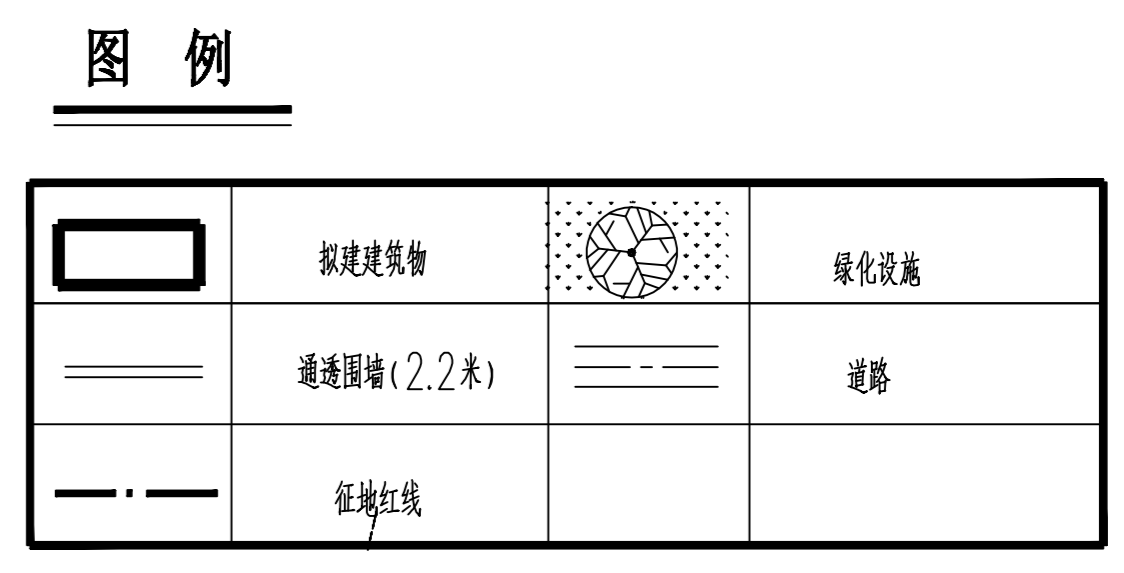 图 例
拟建建筑物
绿化设施
通透围墙(2.2米)
道路
征地红线